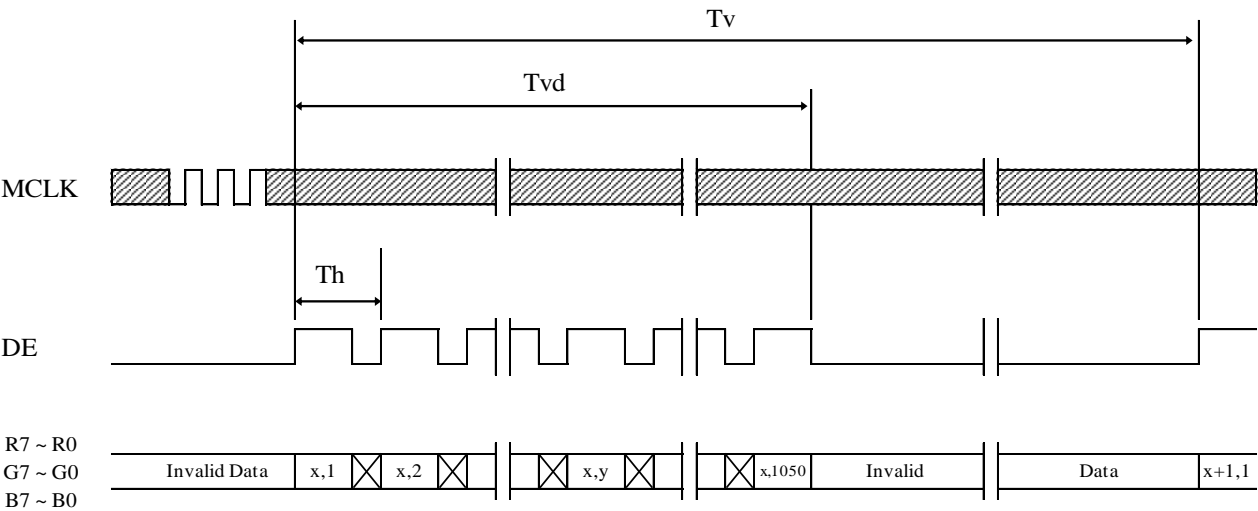 Tv
Tvd
MCLK
Th
DE
R7 ~ R0
G7 ~ G0
B7 ~ B0
Invalid Data x,1 x,2 x,y x,1050 Invalid Data x+1,1